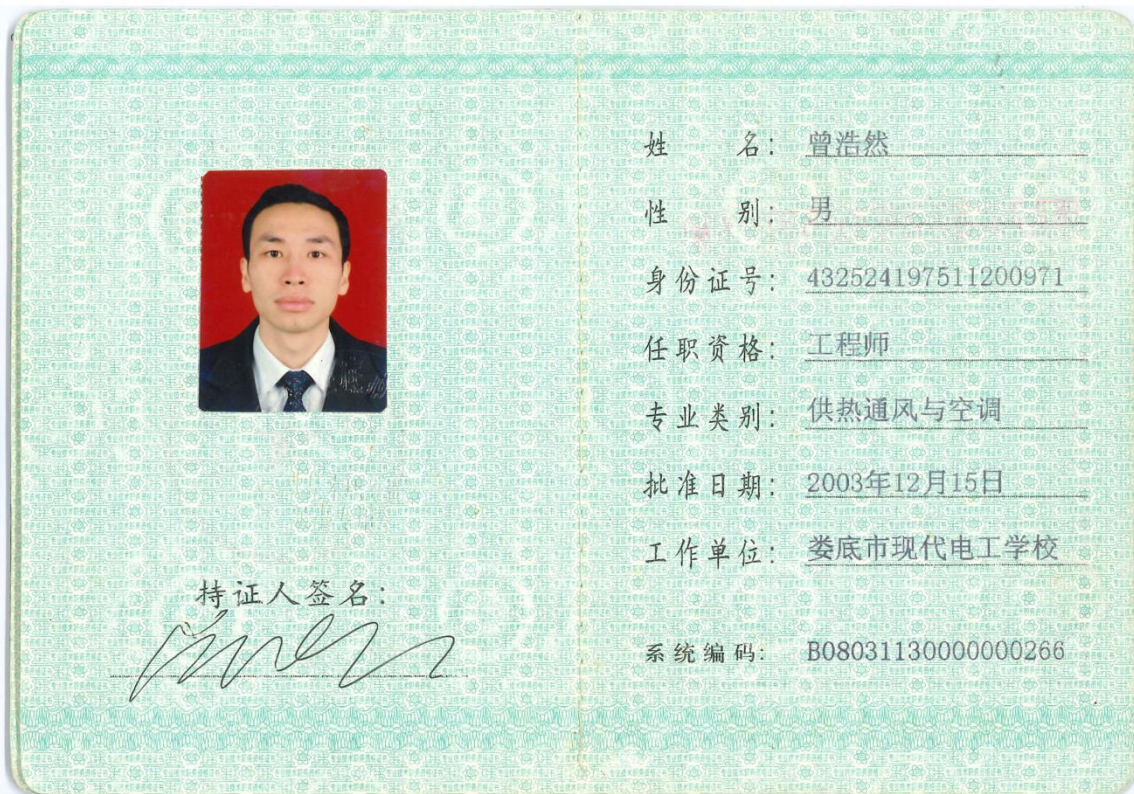 姓 名： 曾浩然
性 别： 男
身份证号： 432524197511200971
任职资格： 工程师
专业类别： 供热通风与空调
批准日期： 2003年12月15日
工作单位： 娄底市现代电工学校
系统编码： B08031130000000266
持证人签名：